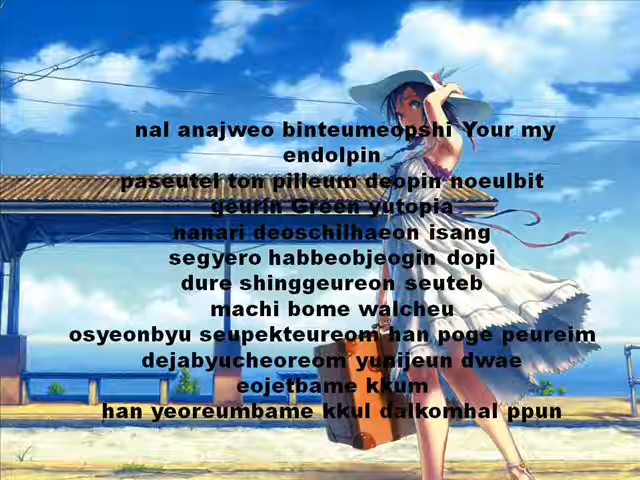 nal anajweo binteumeopshi Your my
endolpin
paseutel ton pilleum deopin noeulbit
geurin Green yutopia
nanari deoschilhaeon isang
segyero habbeobjeogin dopi
dure shinggeureon seuteb
machi bome walcheu
osyeonbyu seupekteureom han poge peureim
dejabyucheoreom yunijeun dwae
eojetbame kkum
han yeoreumbame kkul dalkomhal ppun